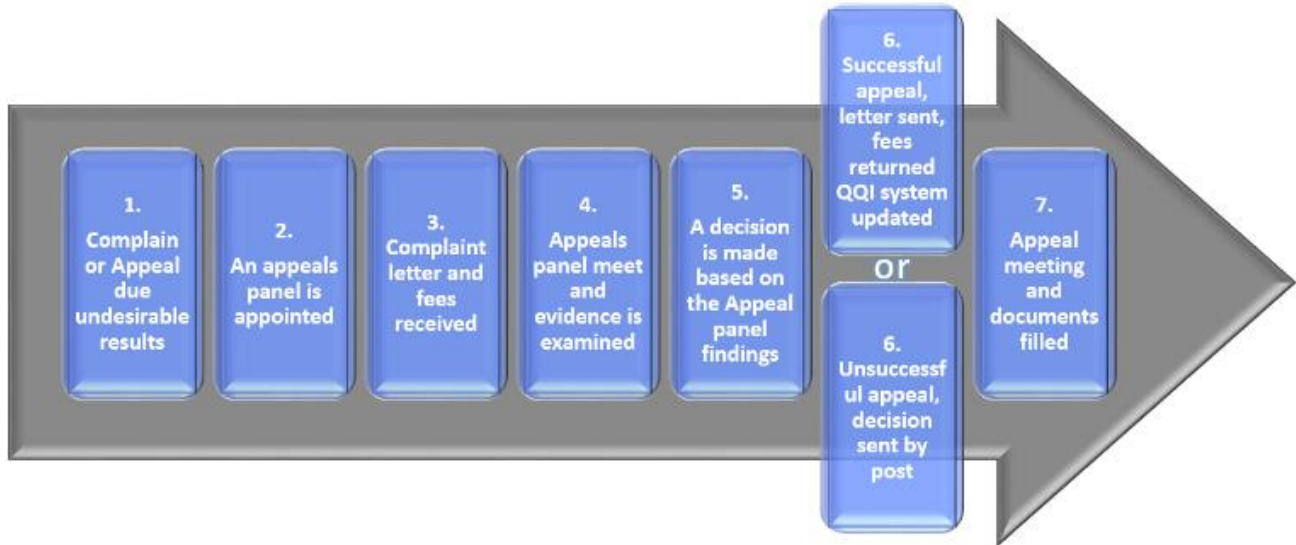 1.
Complain
or Appeal
due
undesirable
results
2.
An appeals
panel is
appointed
3.
Complaint
letter and
fees
received
4.
Appeals
panel meet
and
evidence is
examined
5.
A decision
is made
based on
the Appeal
panel
findings
6.
Successful
appeal,
letter sent,
fees
returned
QQI system
updated
or
6.
Unsuccessf
ul appeal,
decision
sent by
post
7.
Appeal
meeting
and
documents
filled